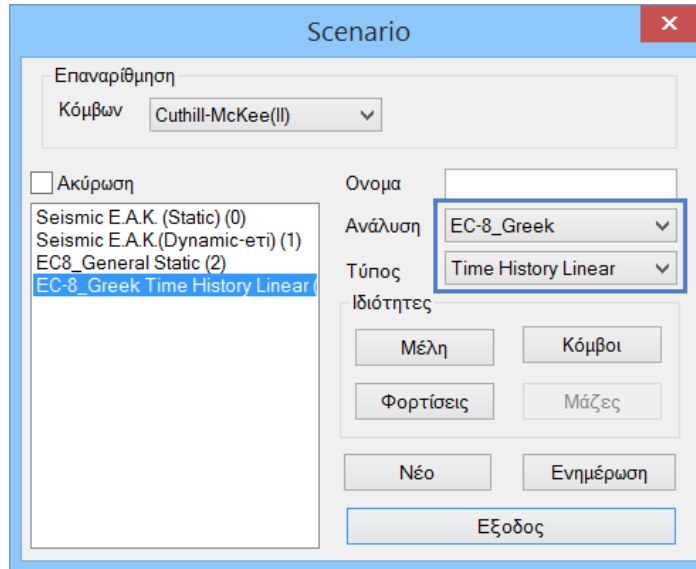 Scenario
Επαναρίθμηση
Κόμβων Cuthill-McKee(II)
Ακύρωση
Ονομα
Seismic E.A.K. (Static) (0)
Seismic E.A.K.(Dynamic-ετι) (1)
EC8_General Static (2)
EC-8_Greek Time History Linear (
Ανάλυση EC-8_Greek
Τύπος Time History Linear
Ιδιότητες
Μέλη Κόμβοι
Φορτίσεις Μάζες
Νέο Ενημέρωση
Εξοδος